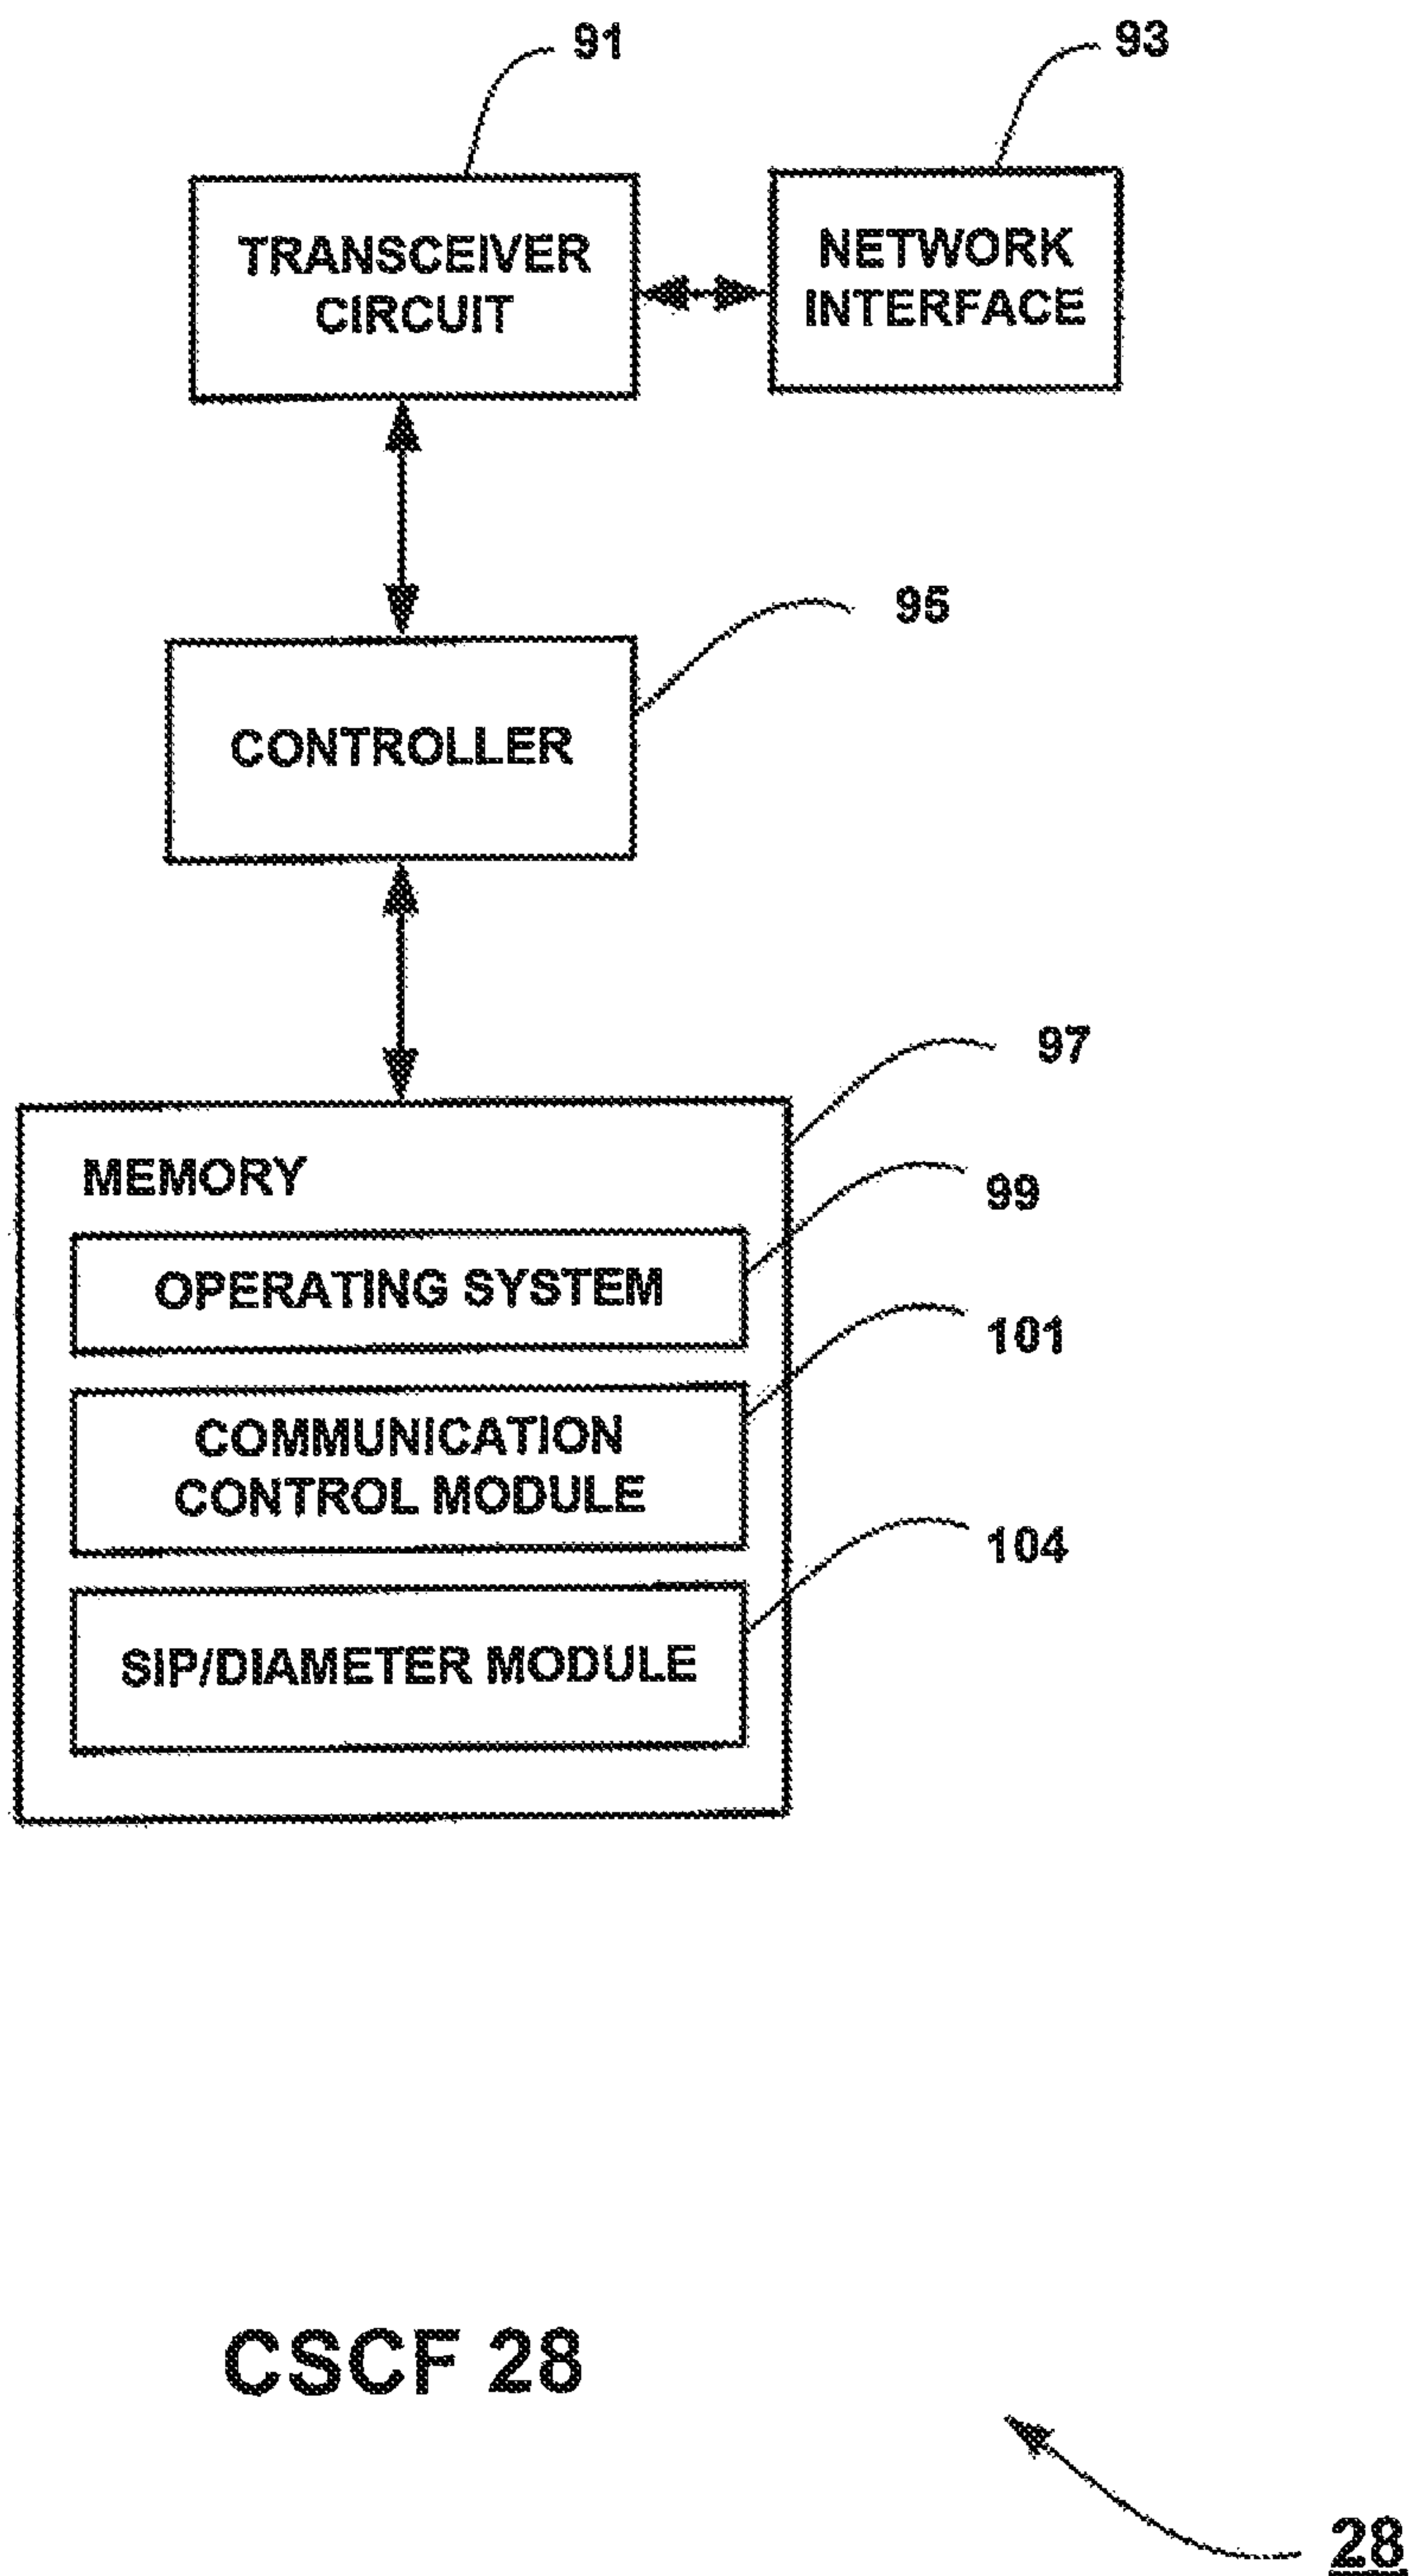 91
93
TRANSCEIVER
CIRCUIT
NETWORK
INTERFACE
95
CONTROLLER
97
MEMORY
99
OPERATING SYSTEM
101
COMMUNICATION
CONTROL MODULE
104
SIP/DIAMETER MODULE
CSCF 28
28